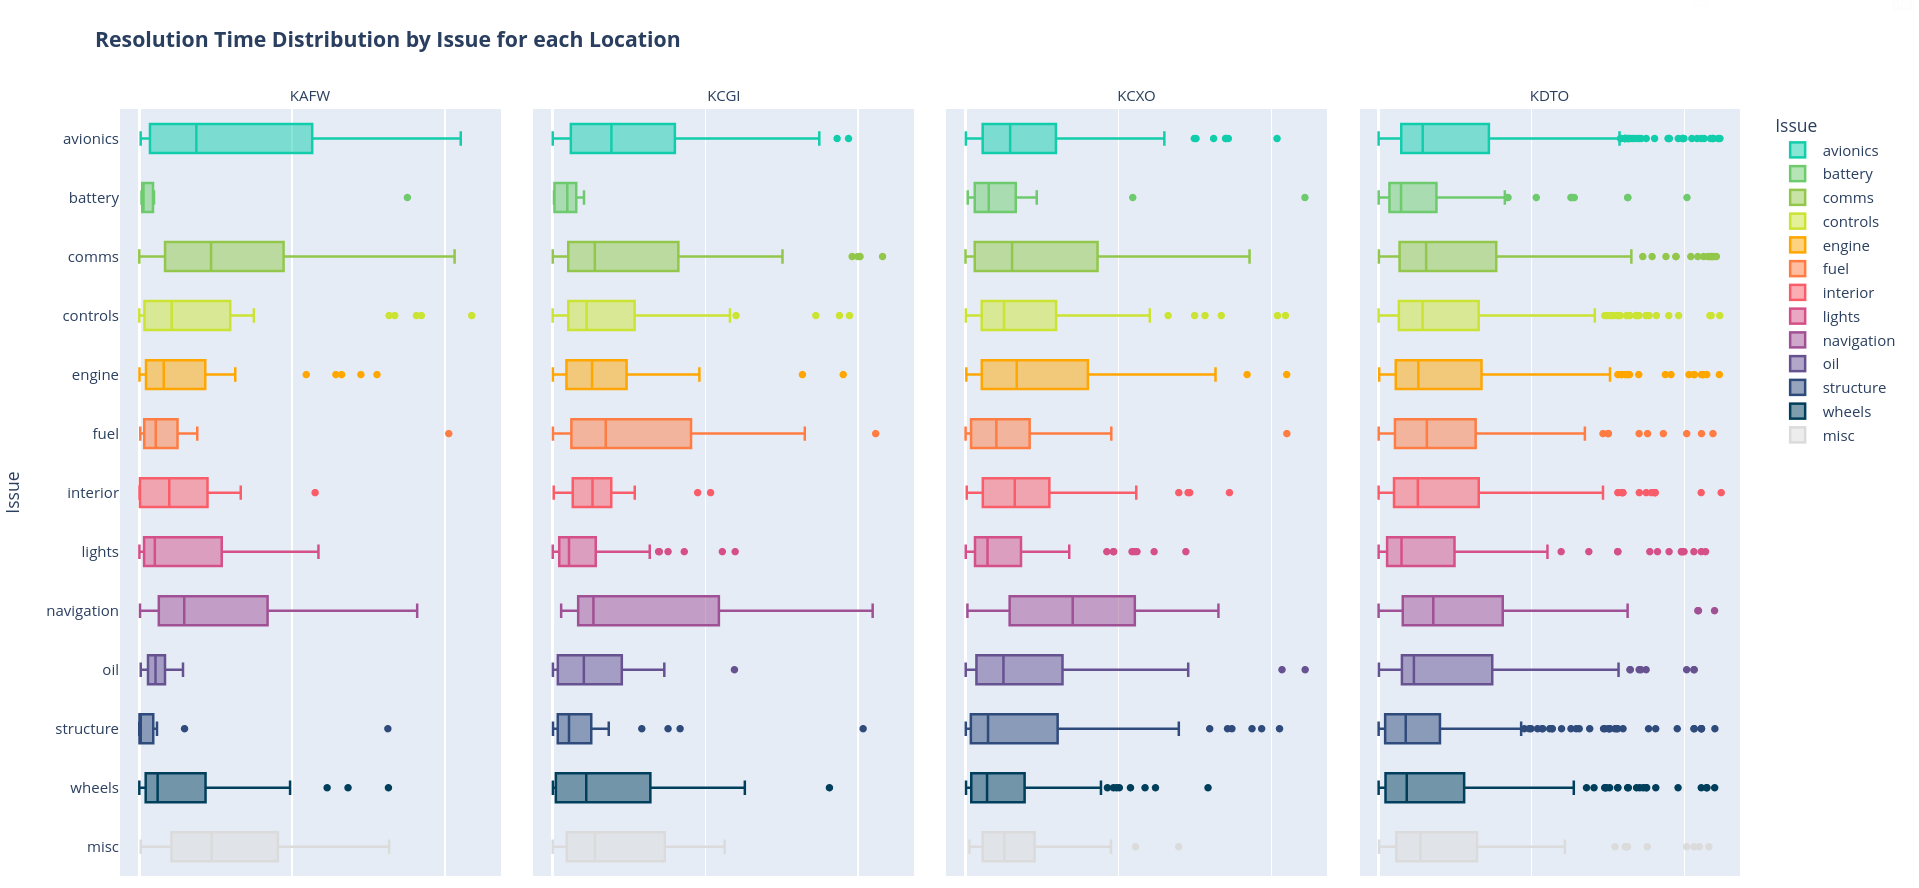 Resolution Time Distribution by Issue for each Location
KAFW
KCGI
KCXO
KDTO
Issue
avionics
battery
comms
controls
engine
fuel
interior
lights
navigation
oil
structure
wheels
misc
Issue
avionics
battery
comms
controls
engine
fuel
interior
lights
navigation
oil
structure
wheels
misc